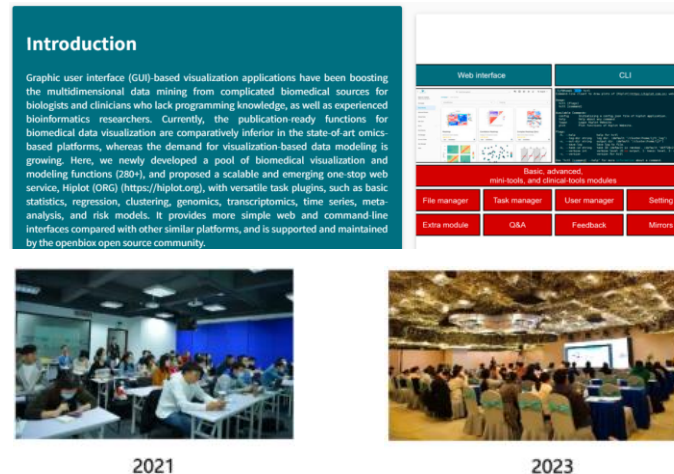 Introduction
Graphic user interface (GUI)-based visualization applications have been boosting
the multidimensional data mining from complicated biomedical sources for
biologists and clinicians who lack programming knowledge, as well as experienced
bioinformatics researchers. Currently, the publication-ready functions for
biomedical data visualization are comparatively inferior in the state-of-art omics-
based platforms, whereas the demand for visualization-based data modeling is
growing. Here, we newly developed a pool of biomedical visualization and
modeling functions (280+), and proposed a scalable and emerging one-stop web
service, Hiplot (ORG) (https://hiplot.org), with versatile task plugins, such as basic
statistics, regression, clustering, genomics, transcriptomics, time series, meta-
analysis, and risk models. It provides more simple web and command-line
interfaces compared with other similar platforms, and is supported and maintained
by the openbiox open source community.
Web interface
CLI
Basic, advanced,
mini-tools, and clinical-tools modules
File manager
Task manager
User manager
Setting
Extra module
Q&A
Feedback
Mirrors
2021
2023